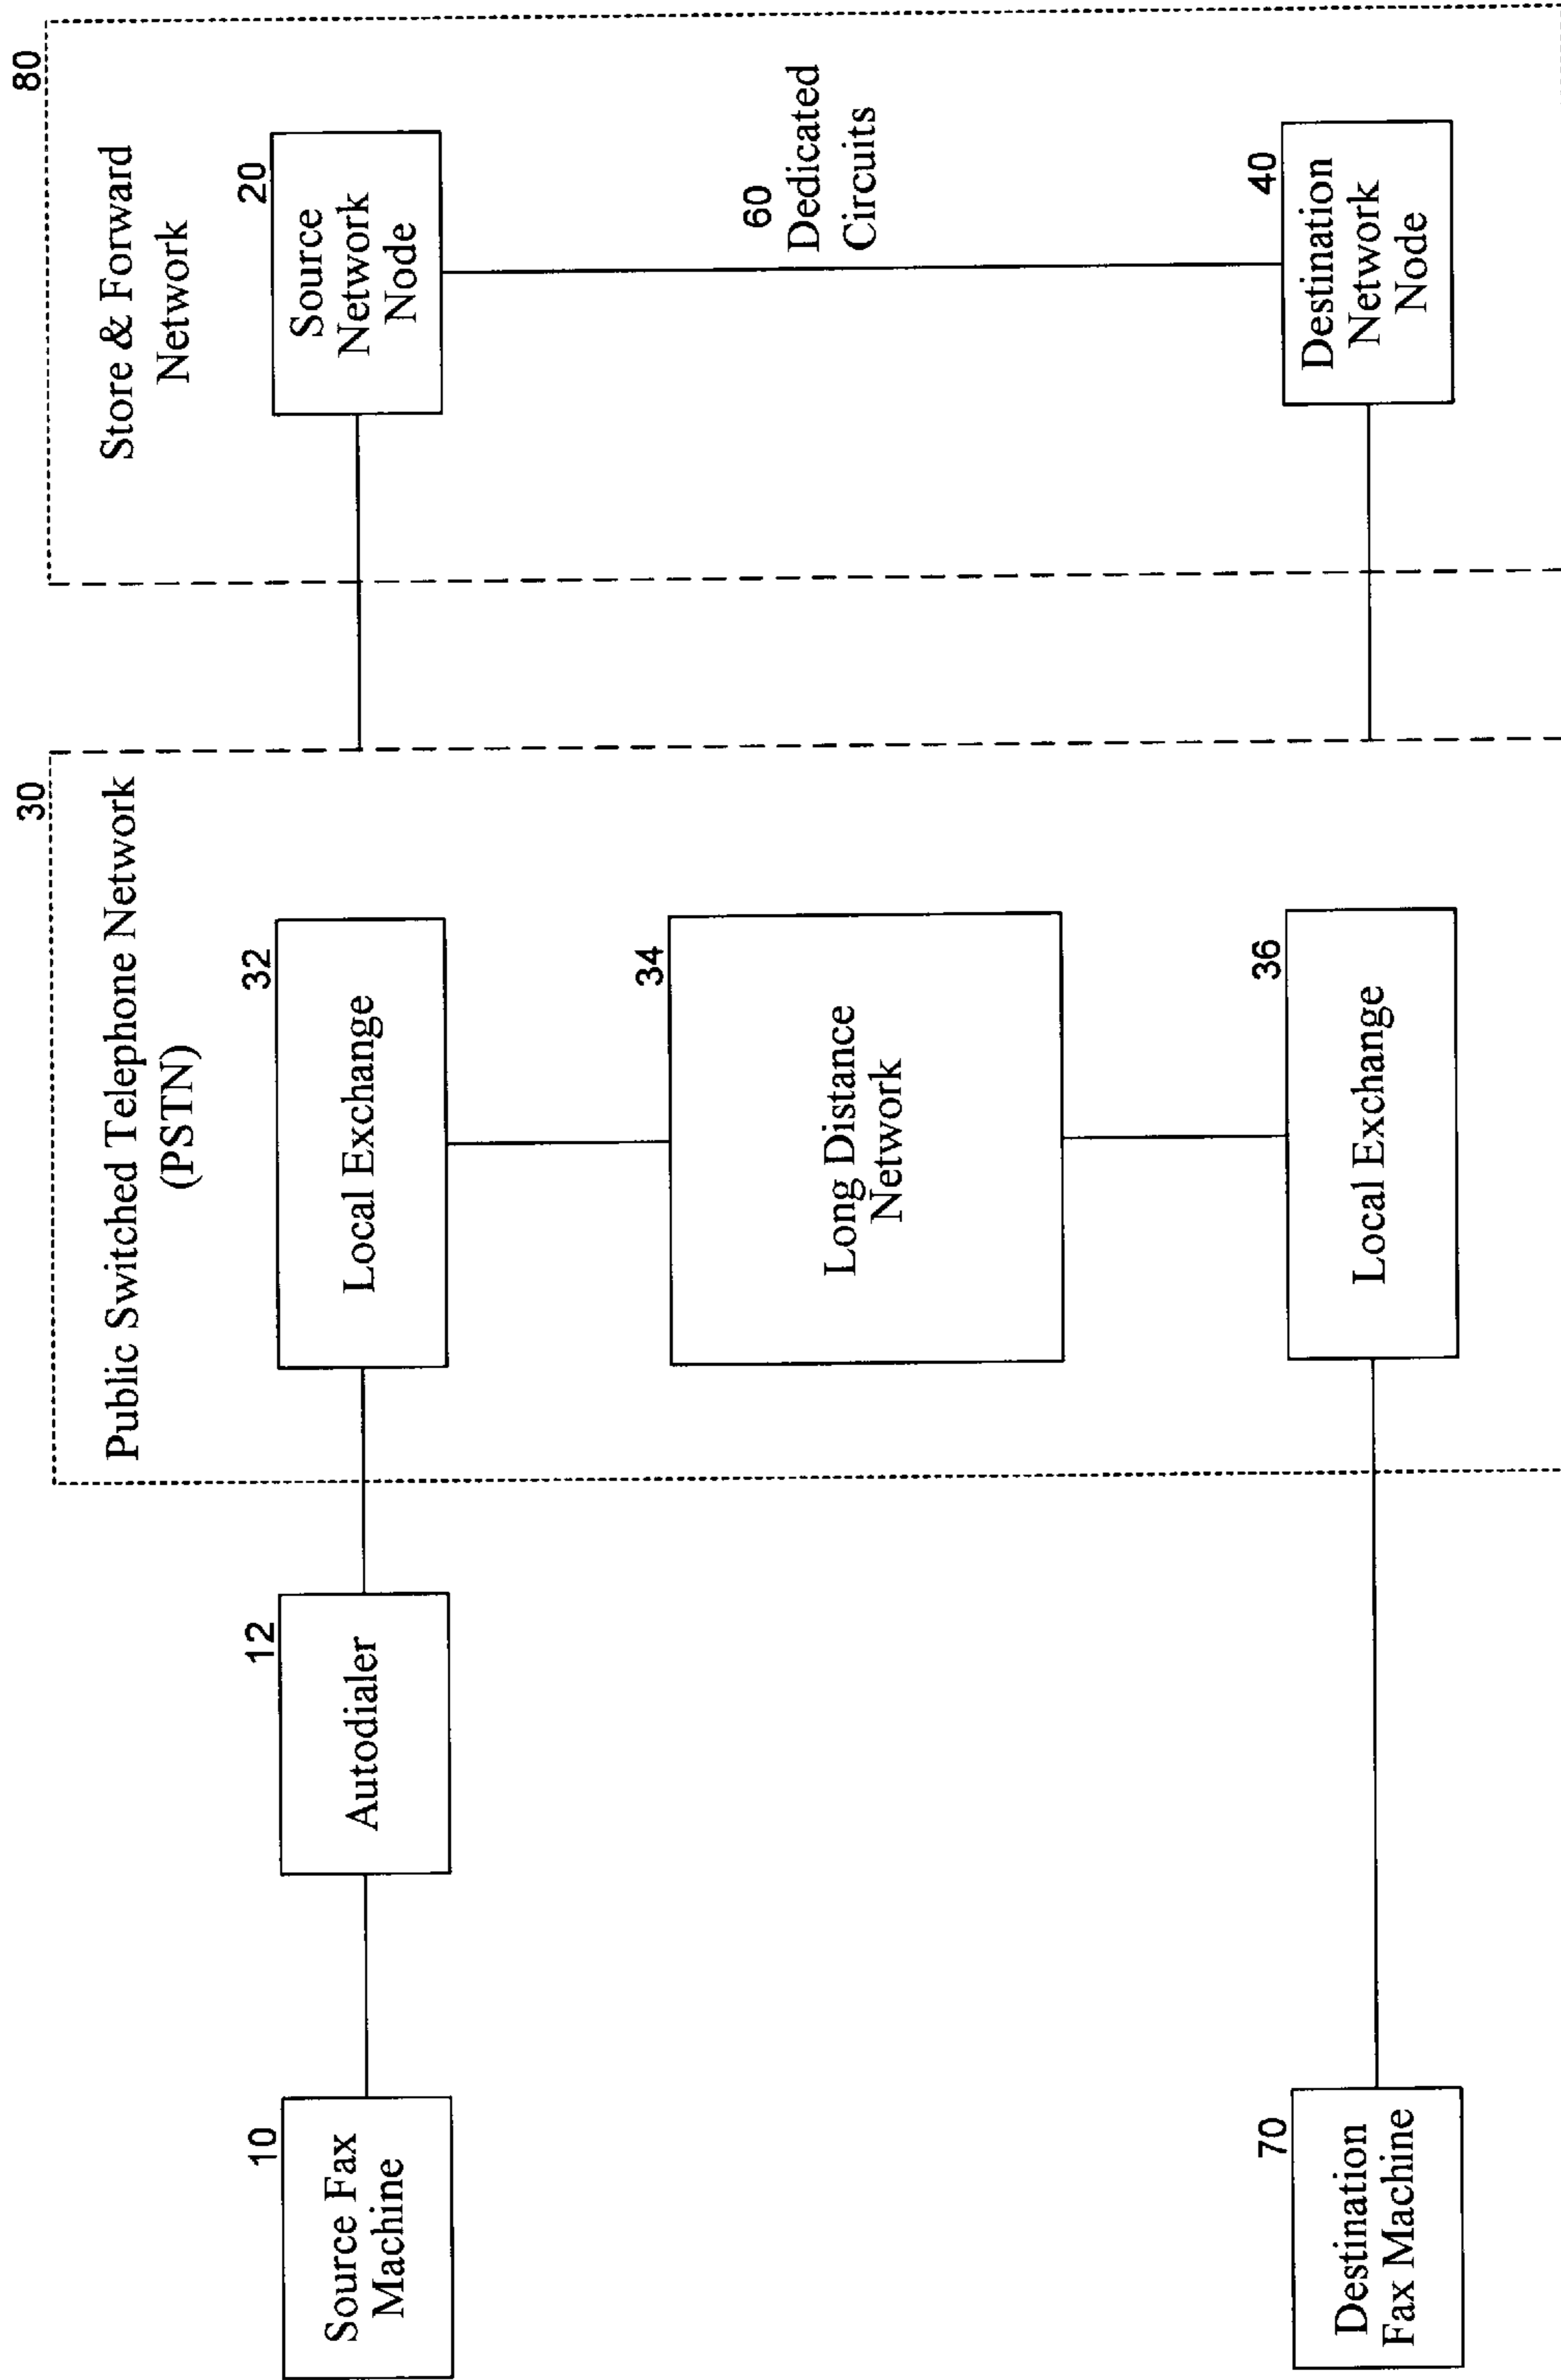 80
Store & Forward
Network
20
Source
Network
Node
60
Dedicated
Circuits
40
Destination
Network
Node
30
Public Switched Telephone Network
(PSTN)
32
Local Exchange
34
Long Distance
Network
36
Local Exchange
12
Autodialer
10
Source Fax
Machine
70
Destination
Fax Machine